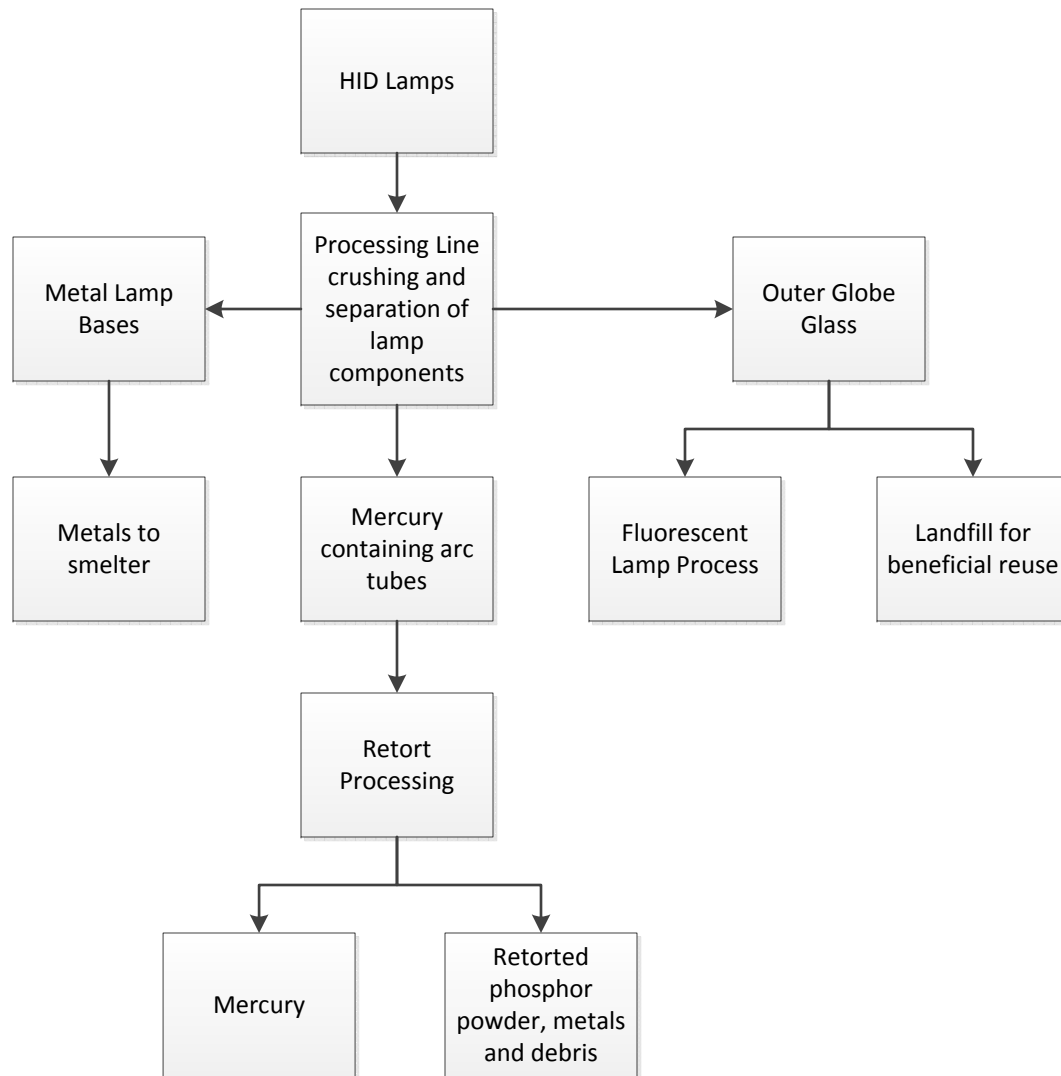 HID Lamps
Processing Line
crushing and
separation of
lamp
components
Metal Lamp
Bases
Outer Globe
Glass
Metals to
smelter
Mercury
containing arc
tubes
Fluorescent
Lamp Process
Landfill for
beneficial reuse
Retort
Processing
Mercury
Retorted
phosphor
powder, metals
and debris